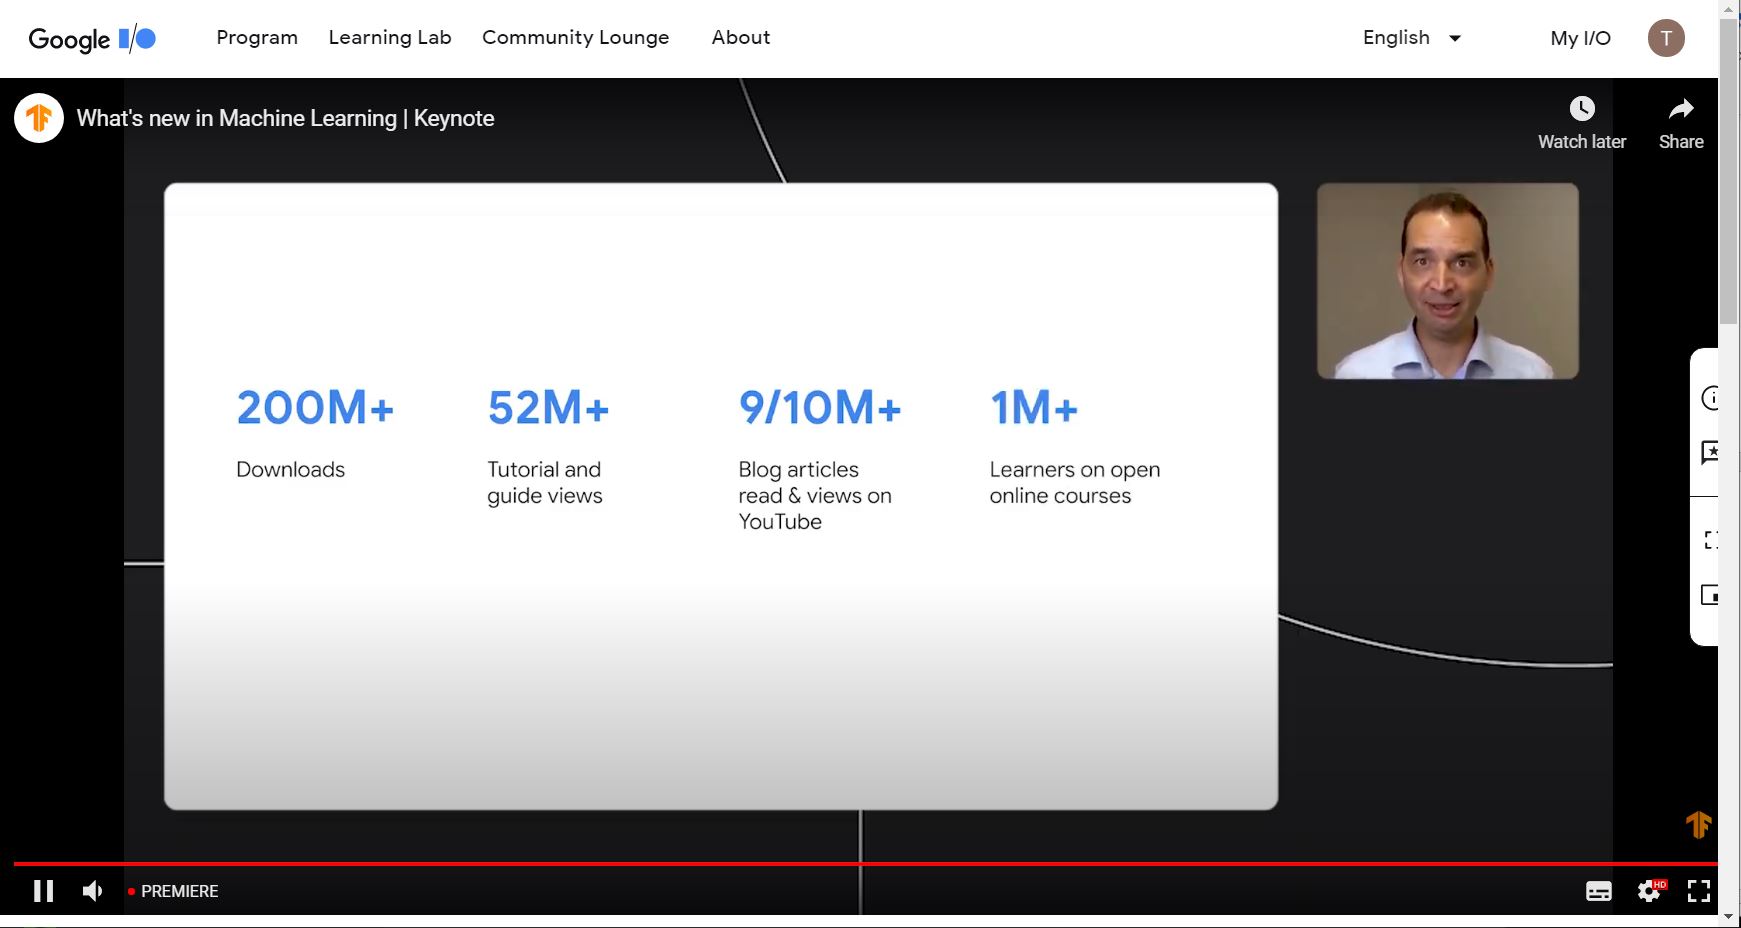 Google I/O
Program
Learning Lab
Community Lounge
About
English
My I/O
T
What's new in Machine Learning | Keynote
Watch later
Share
200M+
Downloads
52M+
Tutorial and
guide views
9/10M+
Blog articles
read & views on
YouTube
1M+
Learners on open
online courses
PREMIERE
HD